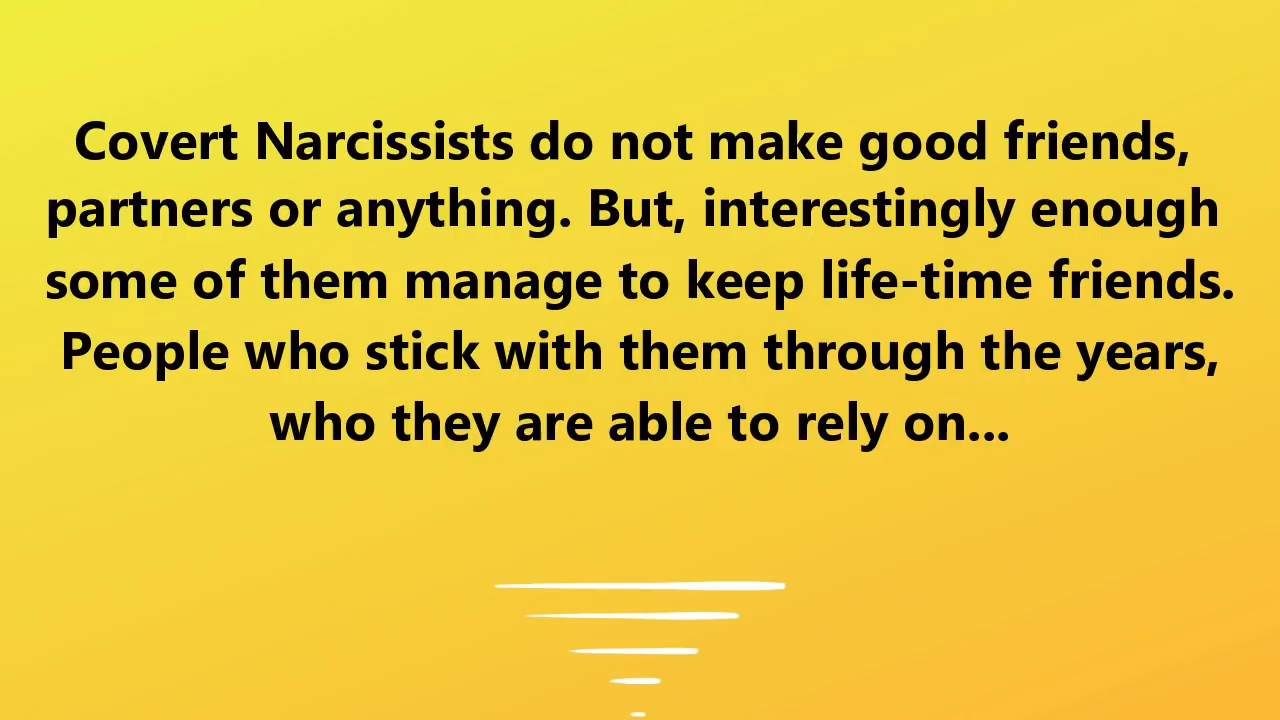 Covert Narcissists do not make good friends,
partners or anything. But, interestingly enough
some of them manage to keep life-time friends.
People who stick with them through the years,
who they are able to rely on...